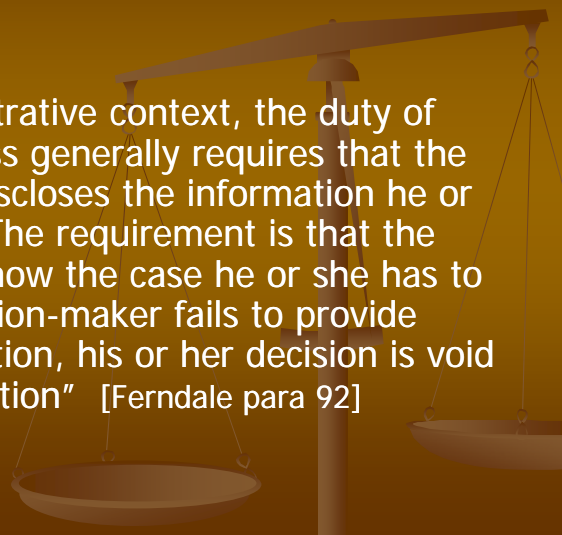 trative context, the duty of
ss generally requires that the
scloses the information he or
The requirement is that the
now the case he or she has to
ion-maker fails to provide
tion, his or her decision is void
tion” [Ferndale para 92]